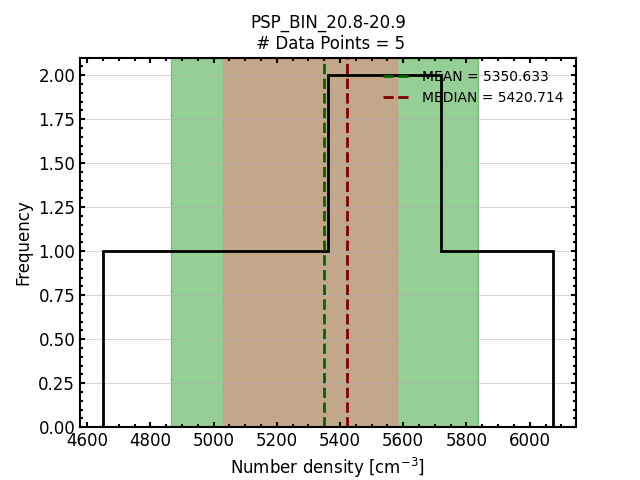 PSP_BIN_20.8-20.9
# Data Points = 5
MEAN = 5350.633
MEDIAN = 5420.714
2.00
1.75
1.50
1.25
1.00
0.75
0.50
0.25
0.00
Frequency
4600 4800 5000 5200 5400 5600 5800 6000
Number density [cm⁻³]